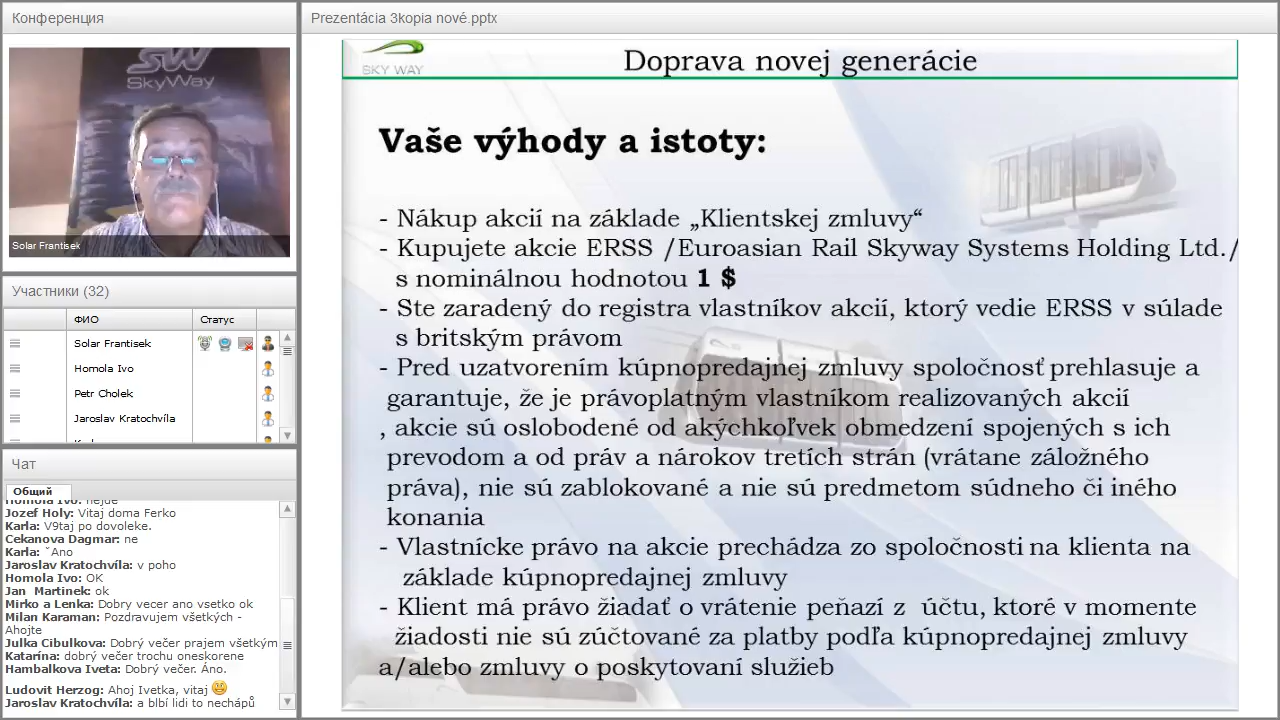 Конференция
SW
SkyWay
Solar Frantisek
Участники (32)
ФИО
Статус
Solar Frantisek
Homola Ivo
Petr Cholek
Jaroslav Kratochvíla
Чат
Общий
Homola Ivo: nejde
Jozef Holy: Vitaj doma Ferko
Karla: V9taj po dovoleke.
Cekanova Dagmar: ne
Karla: ˇAno
Jaroslav Kratochvíla: v poho
Homola Ivo: OK
Jan Martinek: ok
Mirko a Lenka: Dobry vecer ano vsetko ok
Milan Karaman: Pozdravujem všetkých -
Ahojte
Julka Cibulkova: Dobrý večer prajem všetkým
Katarína: dobrý večer trochu oneskorene
Hambalkova Iveta: Dobrý večer. Áno.
Ludovit Herzog: Ahoj Ivetka, vitaj
Jaroslav Kratochvíla: a blbí lidi to nechápů
Prezentácia 3kopia nové.pptx
SKY WAY
Doprava novej generácie
Vaše výhody a istoty:
- Nákup akcií na základe „Klientskej zmluvy“
- Kupujete akcie ERSS /Euroasian Rail Skyway Systems Holding Ltd./
s nominálnou hodnotou 1 $
- Ste zaradený do registra vlastníkov akcií, ktorý vedie ERSS v súlade
s britským právom
- Pred uzatvorením kúpnopredajnej zmluvy spoločnosť prehlasuje a
garantuje, že je právoplatným vlastníkom realizovaných akcií
, akcie sú oslobodené od akýchkoľvek obmedzení spojených s ich
prevodom a od práv a nárokov tretích strán (vrátane záložného
práva), nie sú zablokované a nie sú predmetom súdneho či iného
konania
- Vlastnícke právo na akcie prechádza zo spoločnosti na klienta na
základe kúpnopredajnej zmluvy
- Klient má právo žiadať o vrátenie peňazí z účtu, ktoré v momente
žiadosti nie sú zúčtované za platby podľa kúpnopredajnej zmluvy
a/alebo zmluvy o poskytovaní služieb